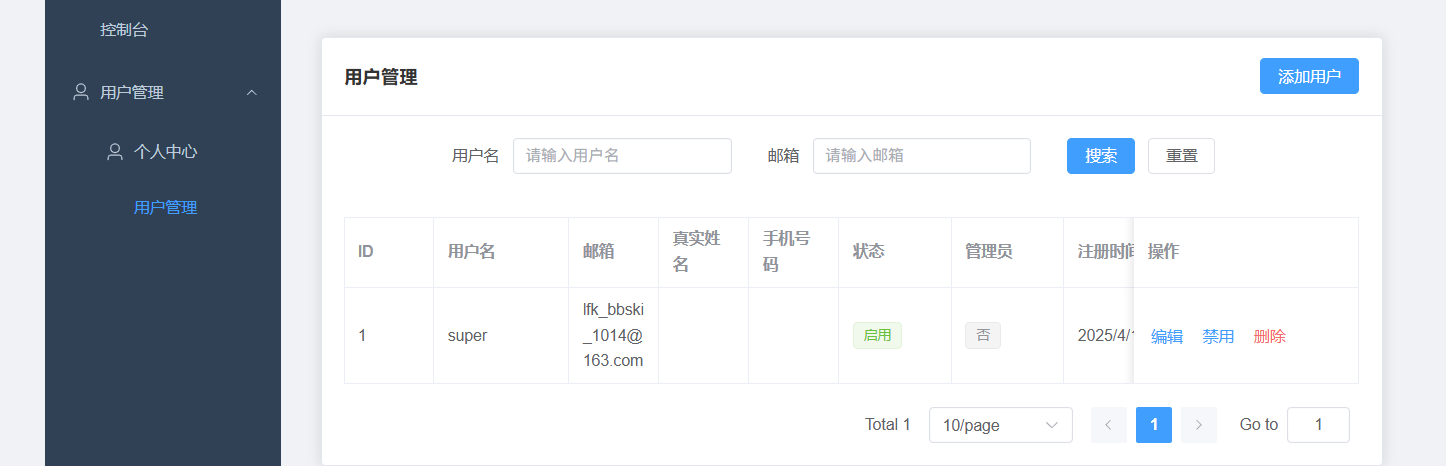 控制台
用户管理
个人中心
用户管理
用户管理 添加用户
用户名 请输入用户名 邮箱 请输入邮箱 搜索 重置
ID 用户名 邮箱 真实姓 手机号 状态 管理员 注册时间 操作
名 码
lfk_bbski
1 super _1014@ 启用 否 2025/4/1 编辑 禁用 删除
163.com
Total 1 10/page 1 Go to 1